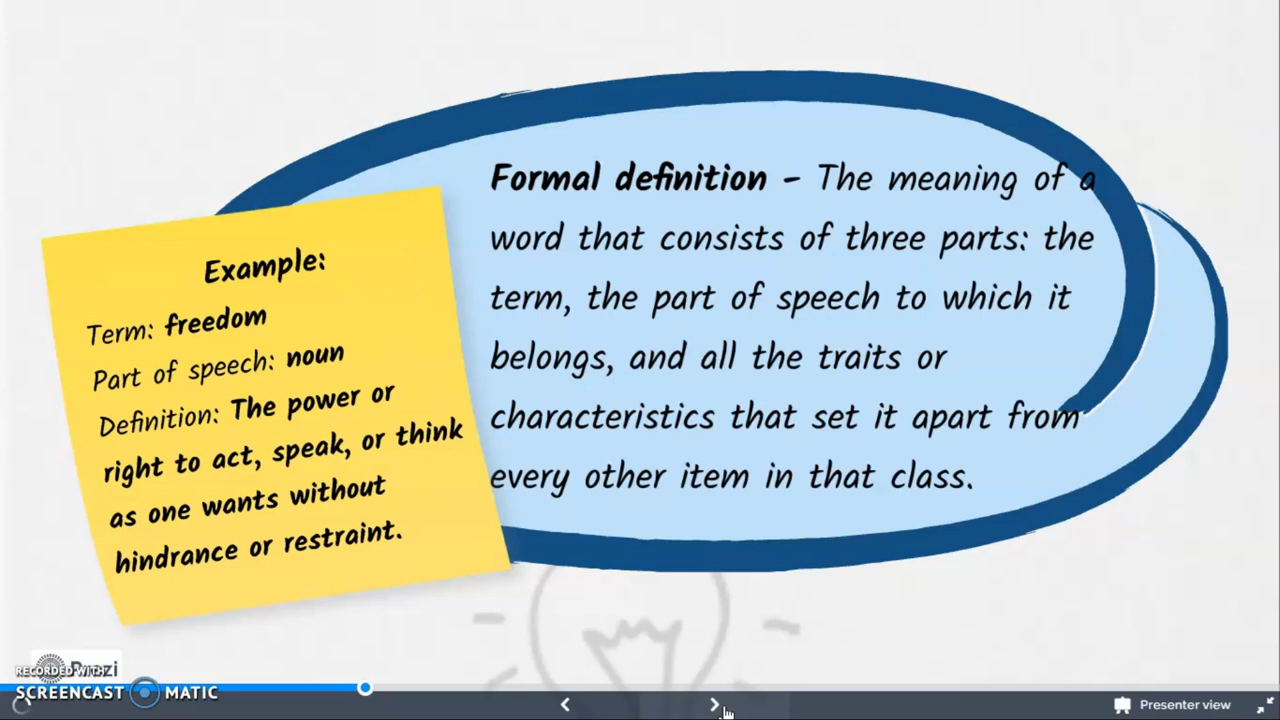 Formal definition - The meaning of a
word that consists of three parts: the
term, the part of speech to which it
belongs, and all the traits or
characteristics that set it apart from
every other item in that class.
Example:
Term: freedom
Part of speech: noun
Definition: The power or
right to act, speak, or think
as one wants without
hindrance or restraint.
Prezi
RECORDED WITH
SCREENCAST MATIC
Presenter view